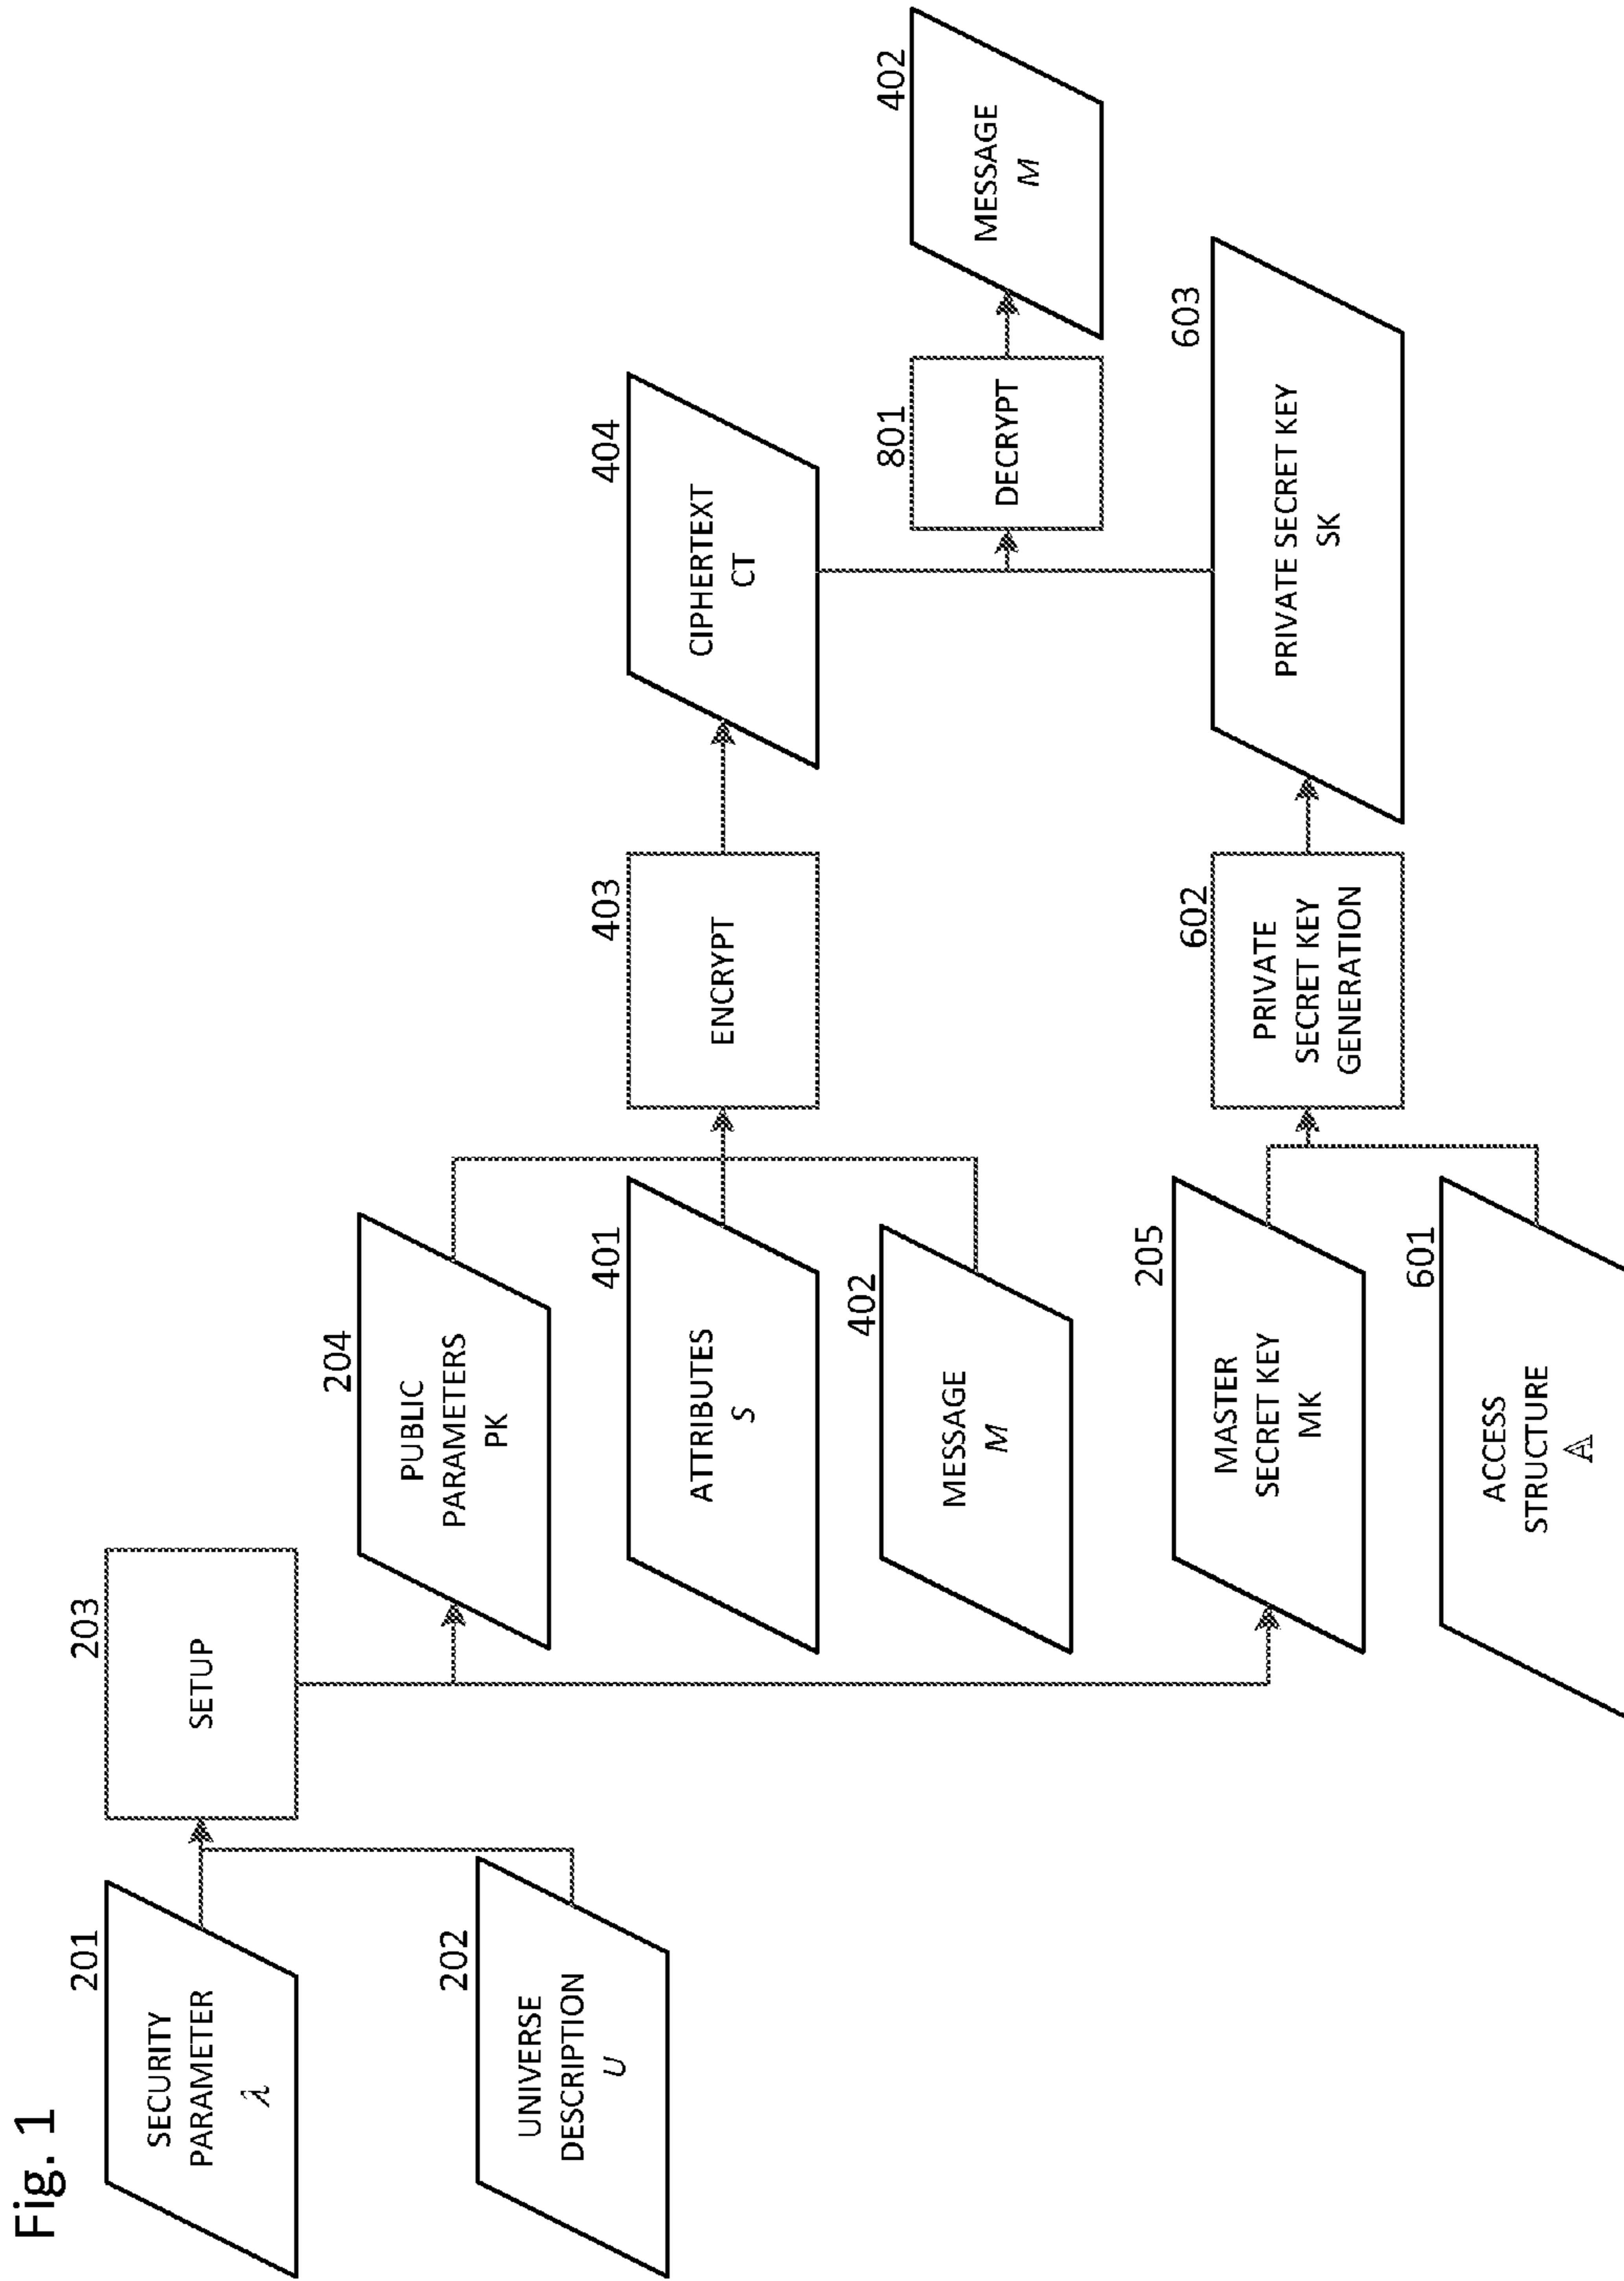 Fig. 1
201
SECURITY
PARAMETER
λ
202
UNIVERSE
DESCRIPTION
U
203
SETUP
204
PUBLIC
PARAMETERS
PK
401
ATTRIBUTES
S
402
MESSAGE
M
205
MASTER
SECRET KEY
MK
601
ACCESS
STRUCTURE
𝔸
403
ENCRYPT
602
PRIVATE
SECRET KEY
GENERATION
404
CIPHERTEXT
CT
603
PRIVATE SECRET KEY
SK
801
DECRYPT
402
MESSAGE
M